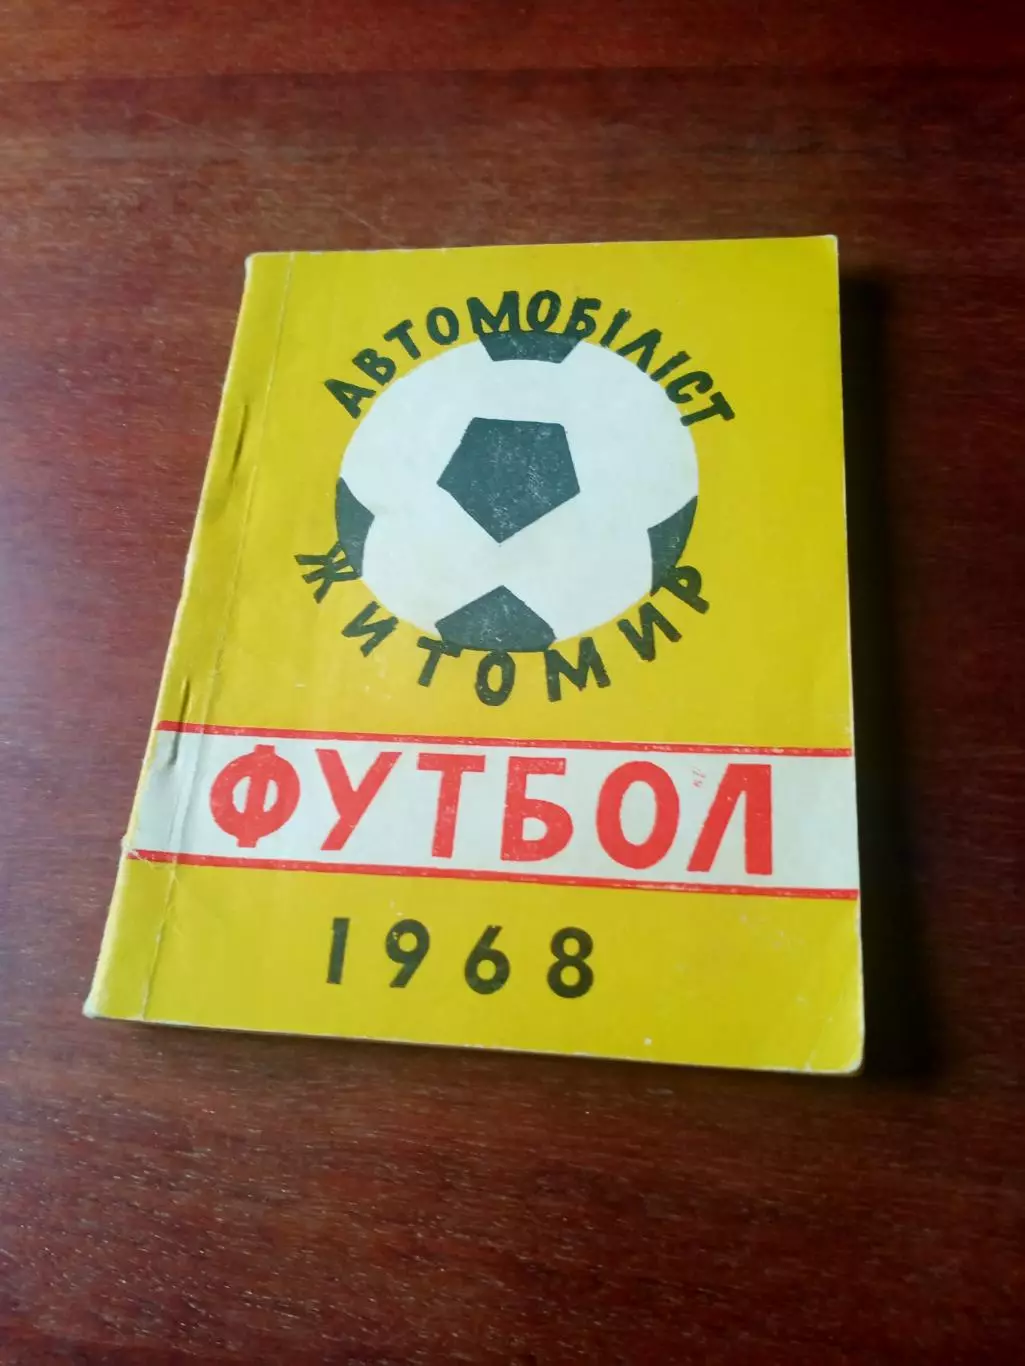 АВТОМОБІЛІСТ
ЖИТОМИР
ФУТБОЛ
1968